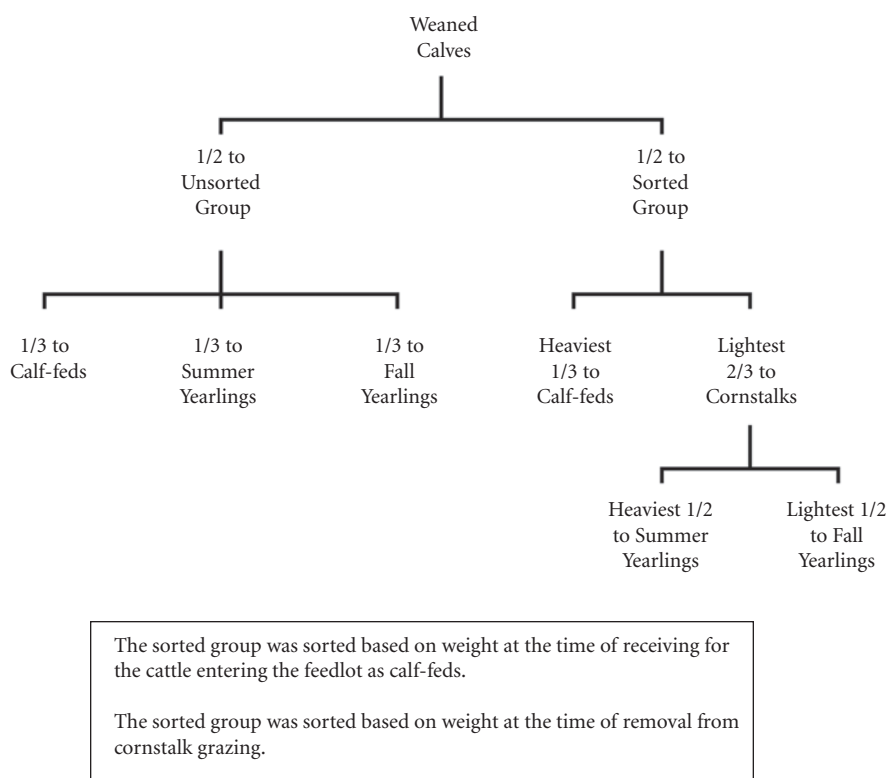 Weaned
Calves
1/2 to
Unsorted
Group
1/2 to
Sorted
Group
1/3 to
Calf-feds
1/3 to
Summer
Yearlings
1/3 to
Fall
Yearlings
Heaviest
1/3 to
Calf-feds
Lightest
2/3 to
Cornstalks
Heaviest 1/2
to Summer
Yearlings
Lightest 1/2
to Fall
Yearlings
The sorted group was sorted based on weight at the time of receiving for
the cattle entering the feedlot as calf-feds.
The sorted group was sorted based on weight at the time of removal from
cornstalk grazing.